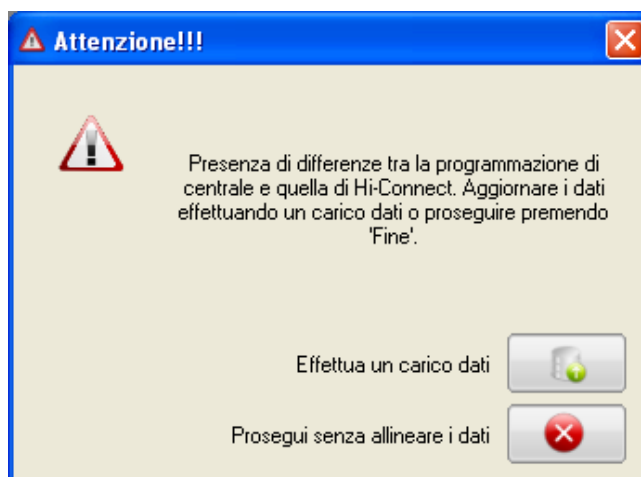 Attenzione!!!
Presenza di differenze tra la programmazione di
centrale e quella di Hi-Connect. Aggiornare i dati
effettuando un carico dati o proseguire premendo
'Fine'.
Effettua un carico dati
Prosegui senza allineare i dati